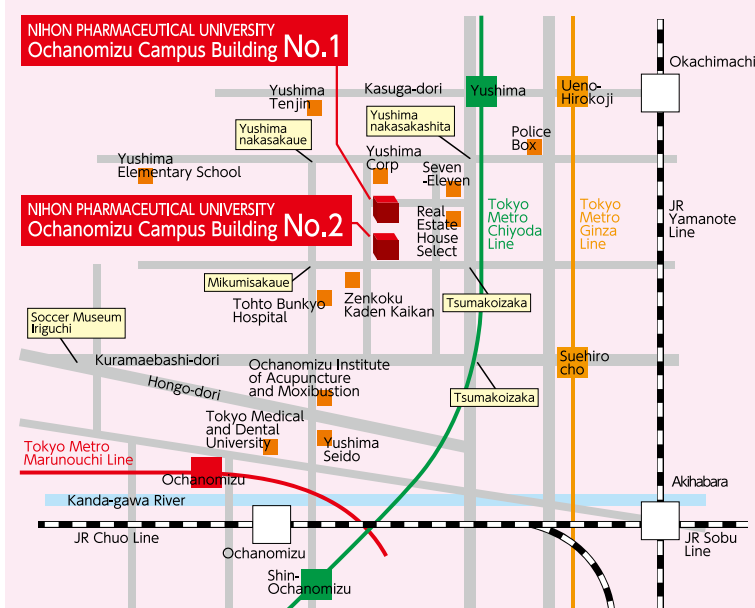 NIHON PHARMACEUTICAL UNIVERSITY
Ochanomizu Campus Building No.1
Okachimachi
Yushima
Tenjin
Kasuga-dori
Yushima
Ueno-
Hirokoji
Yushima
nakasakaue
Yushima
nakasakashita
Police
Box
Yushima
Elementary School
Yushima
Corp
Seven
-Eleven
NIHON PHARMACEUTICAL UNIVERSITY
Ochanomizu Campus Building No.2
Real
Estate
House
Select
Tokyo
Metro
Chiyoda
Line
Tokyo
Metro
Ginza
Line
JR
Yamanote
Line
Mikumisakaue
Tohto Bunkyo
Hospital
Zenkoku
Kaden Kaikan
Tsumakoizaka
Soccer Museum
Iriguchi
Kuramaebashi-dori
Hongo-dori
Ochanomizu Institute
of Acupuncture
and Moxibustion
Suehiro
cho
Tsumakoizaka
Tokyo Medical
and Dental
University
Yushima
Seido
Tokyo Metro
Marunouchi Line
Ochanomizu
Kanda-gawa River
Akihabara
JR Chuo Line
Ochanomizu
JR Sobu
Line
Shin-
Ochanomizu